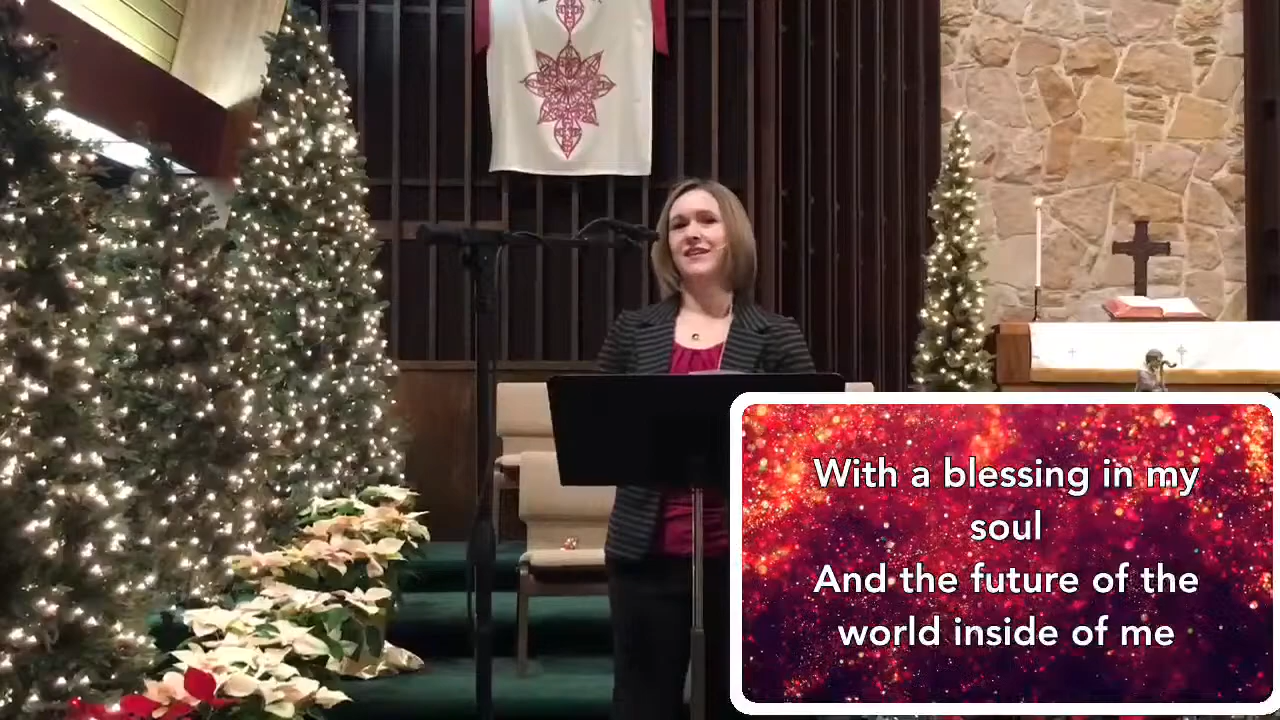 With a blessing in my
soul
And the future of the
world inside of me